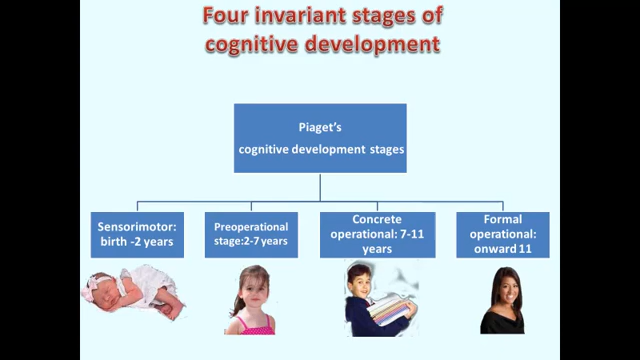 Four invariant stages of
cognitive development
Piaget's
cognitive development stages
Sensorimotor:
birth -2 years
Preoperational
stage:2-7 years
Concrete
operational: 7-11
years
Formal
operational:
onward 11